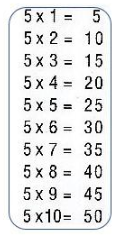 5 x 1 = 5
5 x 2 = 10
5 x 3 = 15
5 x 4 = 20
5 x 5 = 25
5 x 6 = 30
5 x 7 = 35
5 x 8 = 40
5 x 9 = 45
5 x10= 50